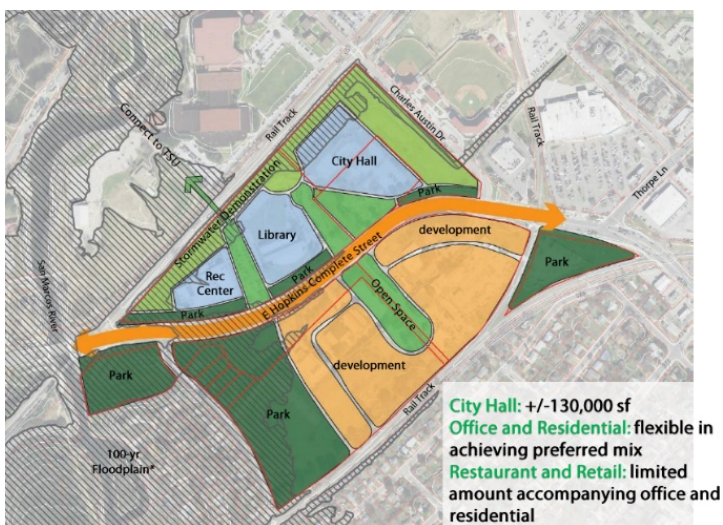 Charles Austin Dr
Rail Track
Rail Track
Connect to TSU
City Hall
Thorpe Ln
Stormwater Demonstration
Park
Library
development
E Hopkins Complete Street
Park
Park
Rec
Center
San Marcos River
Open Space
Park
development
Park
Park
Rail Track
100-yr
Floodplain*
City Hall: +/-130,000 sf
Office and Residential: flexible in
achieving preferred mix
Restaurant and Retail: limited
amount accompanying office and
residential